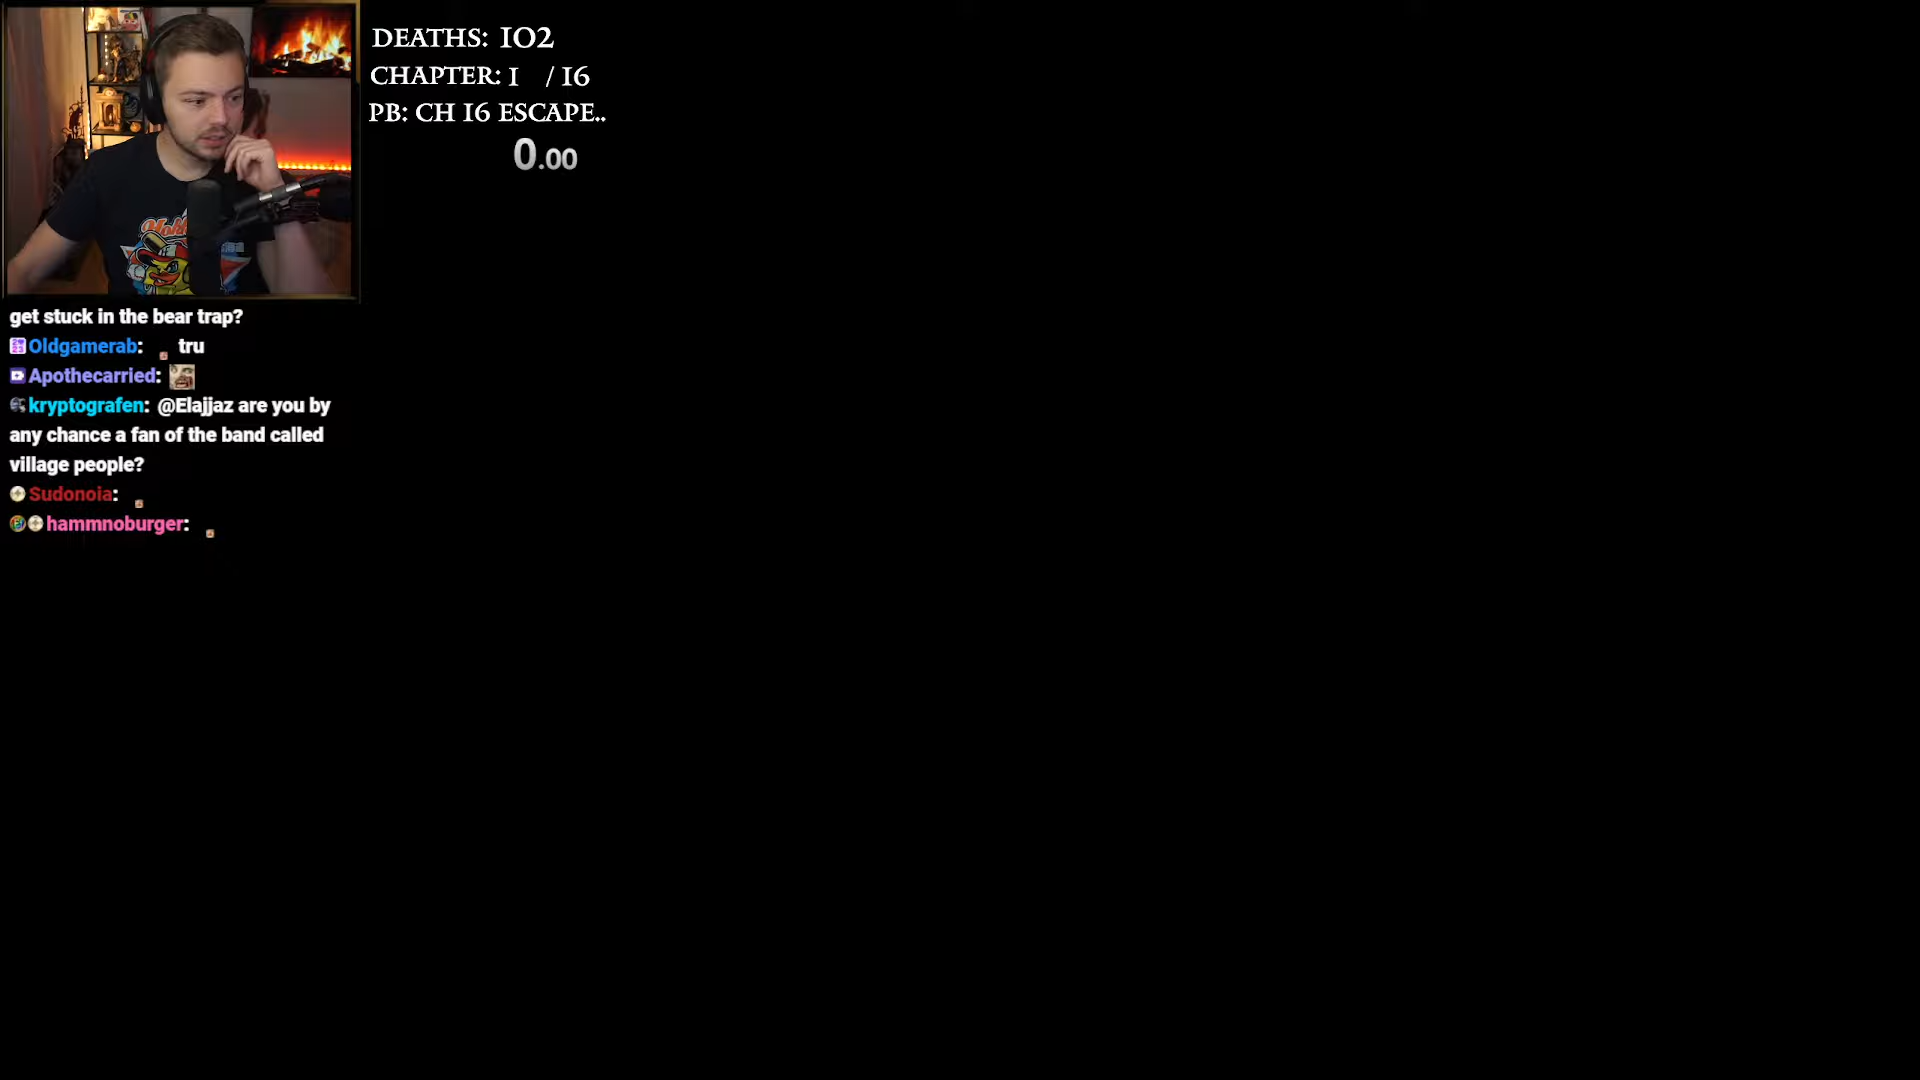 DEATHS: 102
CHAPTER: 1 / 16
PB: CH 16 ESCAPE..
0.00
get stuck in the bear trap?
Oldgamerab: tru
Apothecarried:
kryptografen: @Elajjaz are you by
any chance a fan of the band called
village people?
Sudonoia:
hammnoburger: